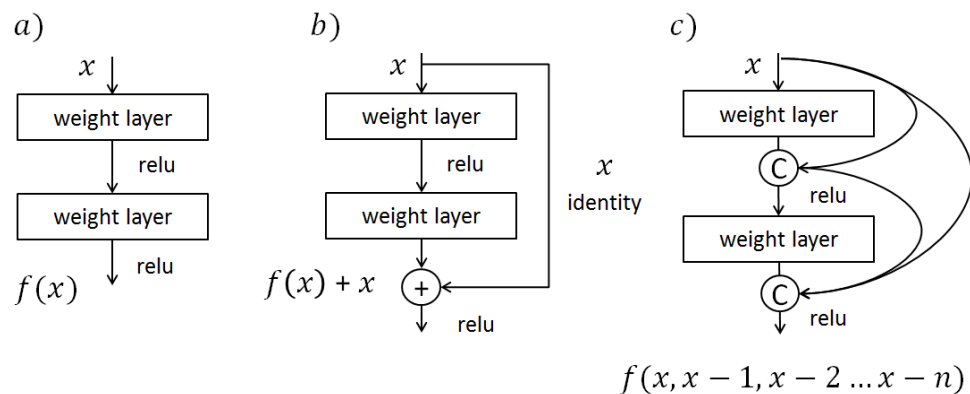 a)
x
weight layer
relu
weight layer
relu
f(x)
b)
x
weight layer
relu
x
identity
weight layer
f(x) + x
+
relu
c)
x
weight layer
C
relu
weight layer
C
relu
f(x, x − 1, x − 2 … x − n)